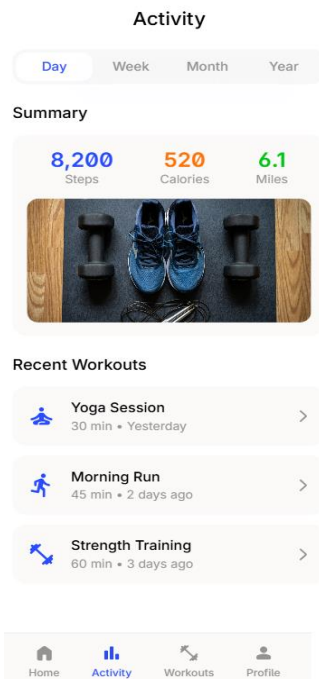 Activity
Day Week Month Year
Summary
8,200 520 6.1
Steps Calories Miles
Recent Workouts
Yoga Session
30 min • Yesterday
Morning Run
45 min • 2 days ago
Strength Training
60 min • 3 days ago
Home Activity Workouts Profile